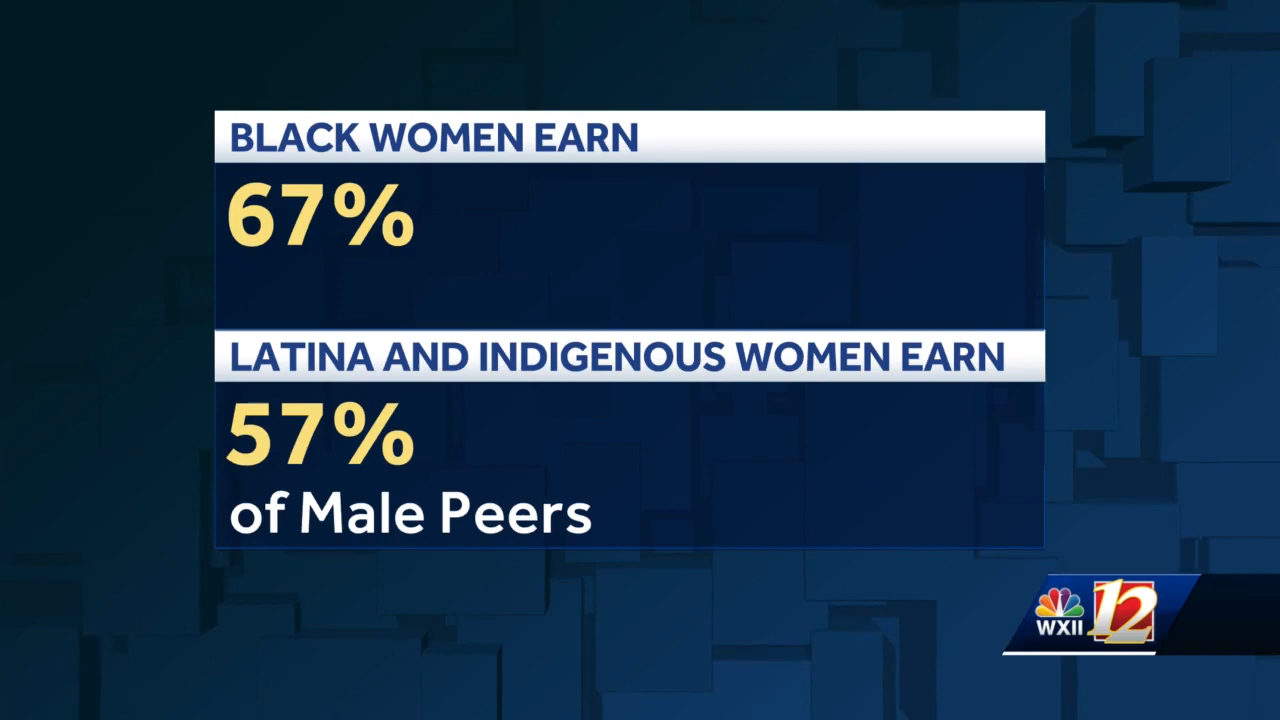 BLACK WOMEN EARN
67%
LATINA AND INDIGENOUS WOMEN EARN
57%
of Male Peers
WXII 12